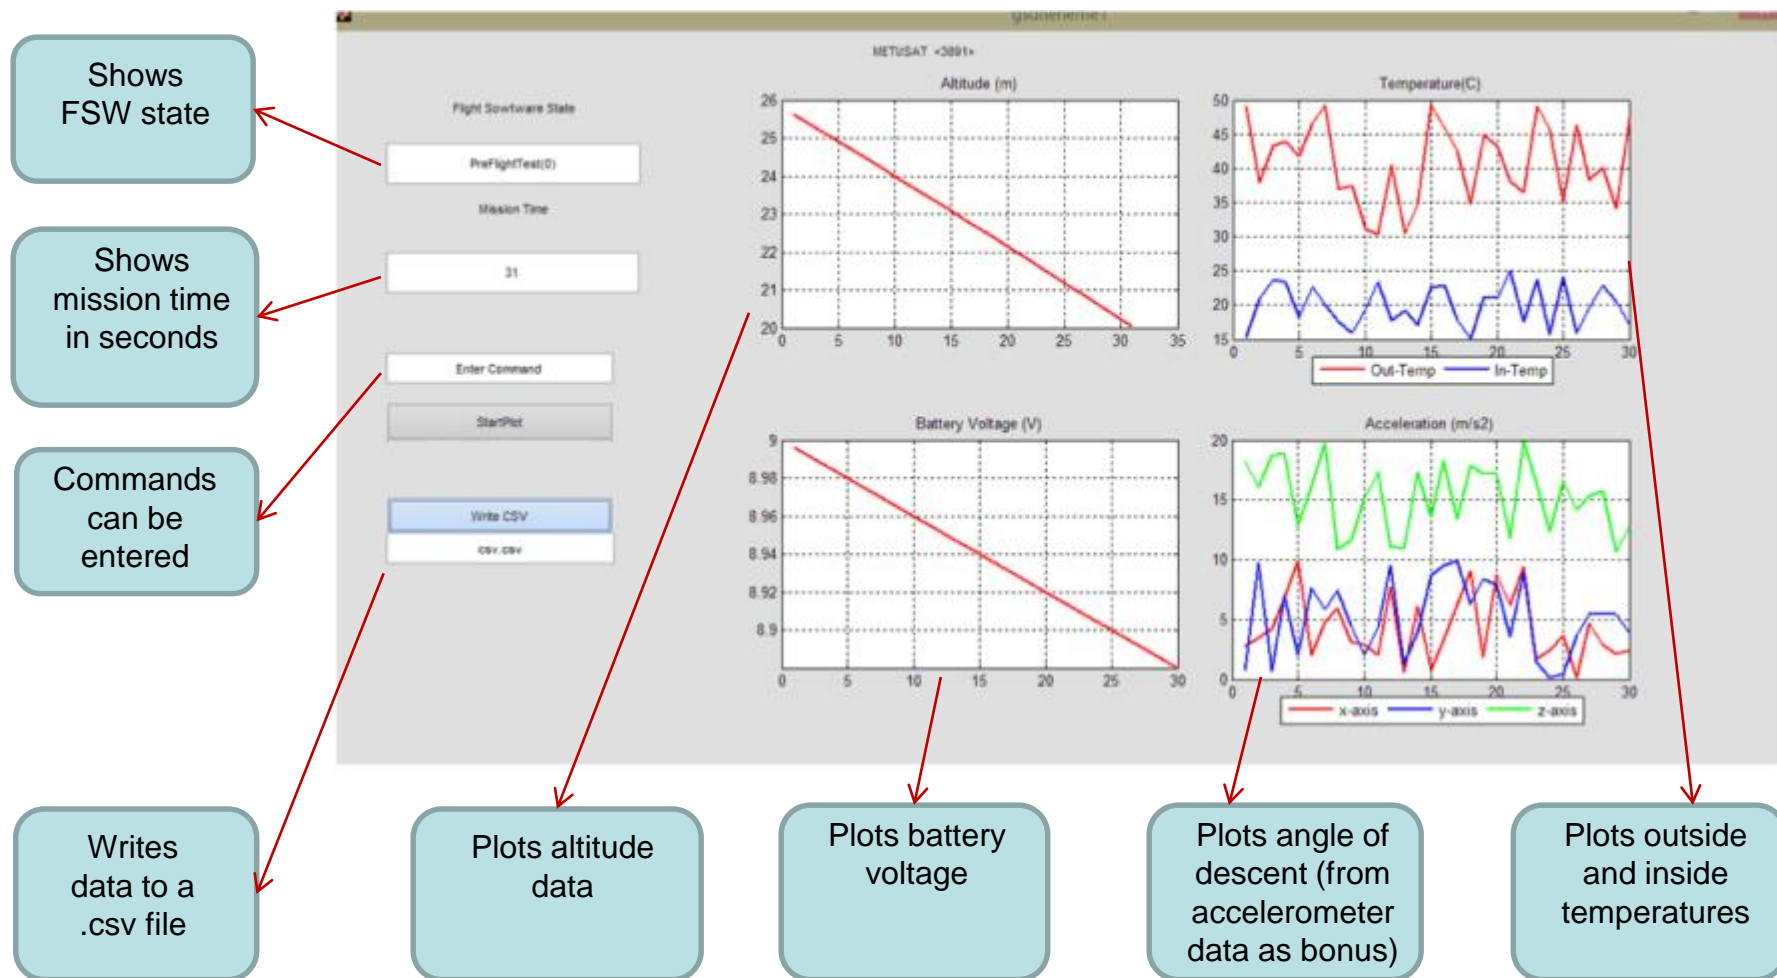 METUSAT <3891>
Shows
FSW state
Shows
mission time
in seconds
Commands
can be
entered
Writes
data to a
.csv file
Flight Sowtware State
PreFlightTest(0)
Mission Time
31
Enter Command
StartPlot
Write CSV
csv.csv
Altitude (m)
26
25
24
23
22
21
20
0 5 10 15 20 25 30 35
Temperature(C)
50
45
40
35
30
25
20
15
0 5 10 15 20 25 30
Out-Temp In-Temp
Battery Voltage (V)
9
8.98
8.96
8.94
8.92
8.9
0 5 10 15 20 25 30
Acceleration (m/s2)
20
15
10
5
0
0 5 10 15 20 25 30
x-axis y-axis z-axis
Plots altitude
data
Plots battery
voltage
Plots angle of
descent (from
accelerometer
data as bonus)
Plots outside
and inside
temperatures